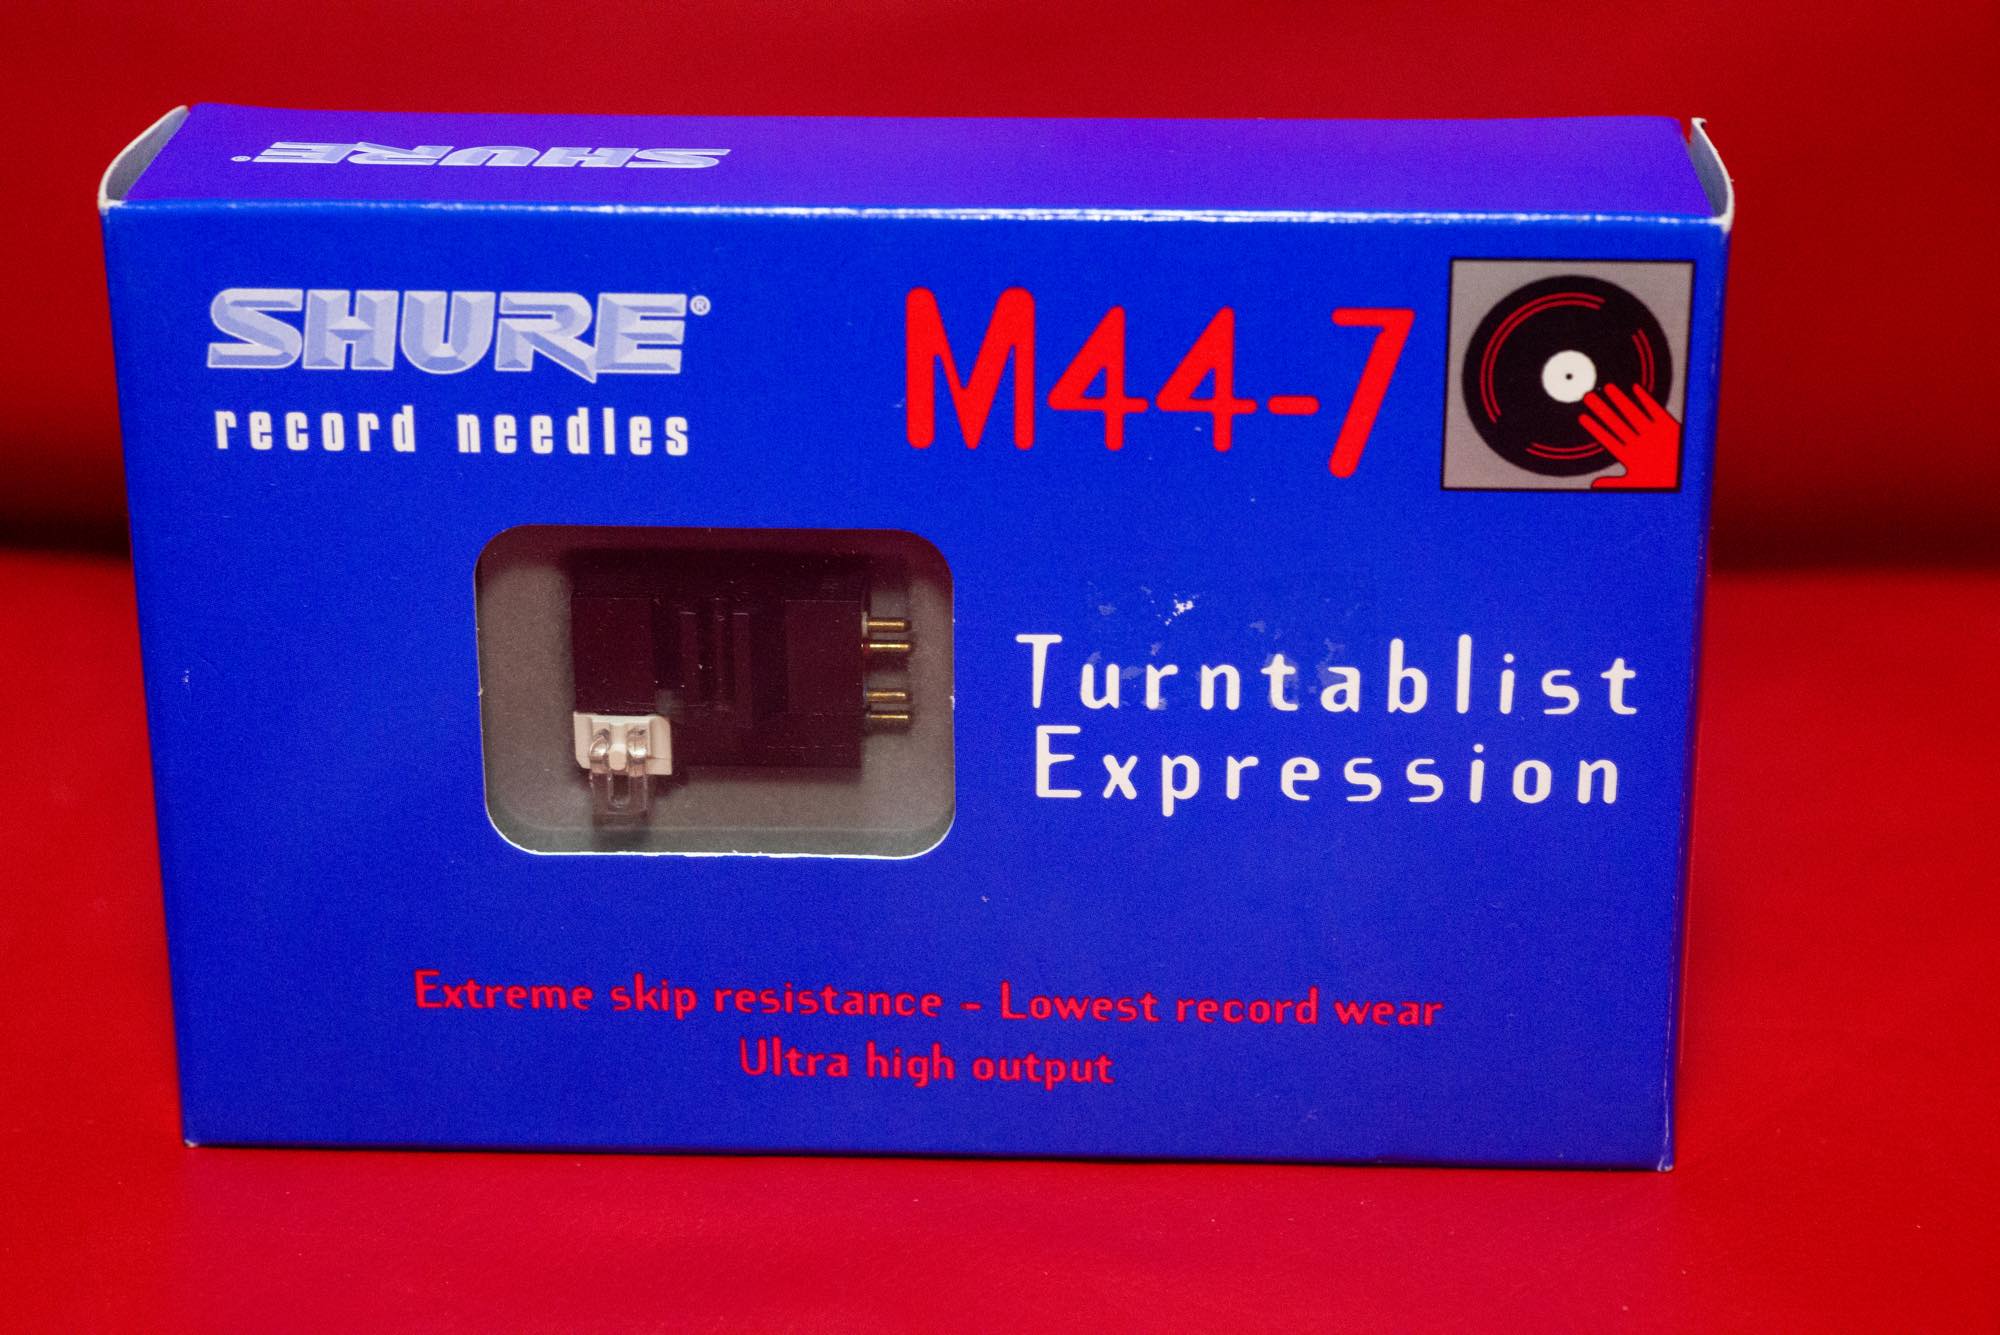 SHURE®
SHURE®
record needles
M44-7
Turntablist
Expression
Extreme skip resistance - Lowest record wear
Ultra high output